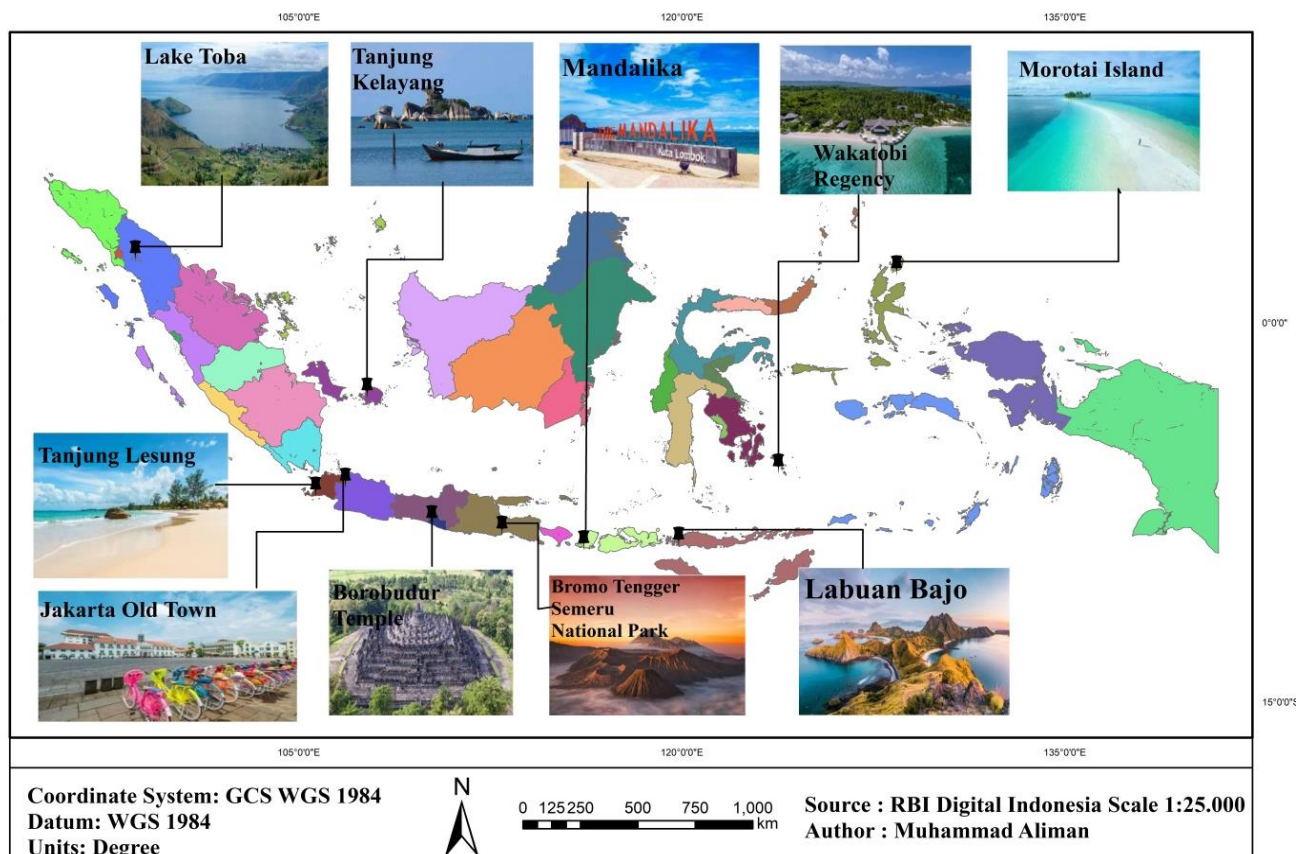 105°0'0"E
120°0'0"E
135°0'0"E
Lake Toba
Tanjung
Kelayang
Mandalika
THE MANDALIKA
Kuta Lombok
Wakatobi
Regency
Morotai Island
0°0'0"
Tanjung Lesung
Jakarta Old Town
Borobudur
Temple
Bromo Tengger
Semeru
National Park
Labuan Bajo
15°0'0"S
105°0'0"E
120°0'0"E
135°0'0"E
Coordinate System: GCS WGS 1984
Datum: WGS 1984
Units: Degree
N
0 125 250 500 750 1,000
km
Source : RBI Digital Indonesia Scale 1:25.000
Author : Muhammad Aliman